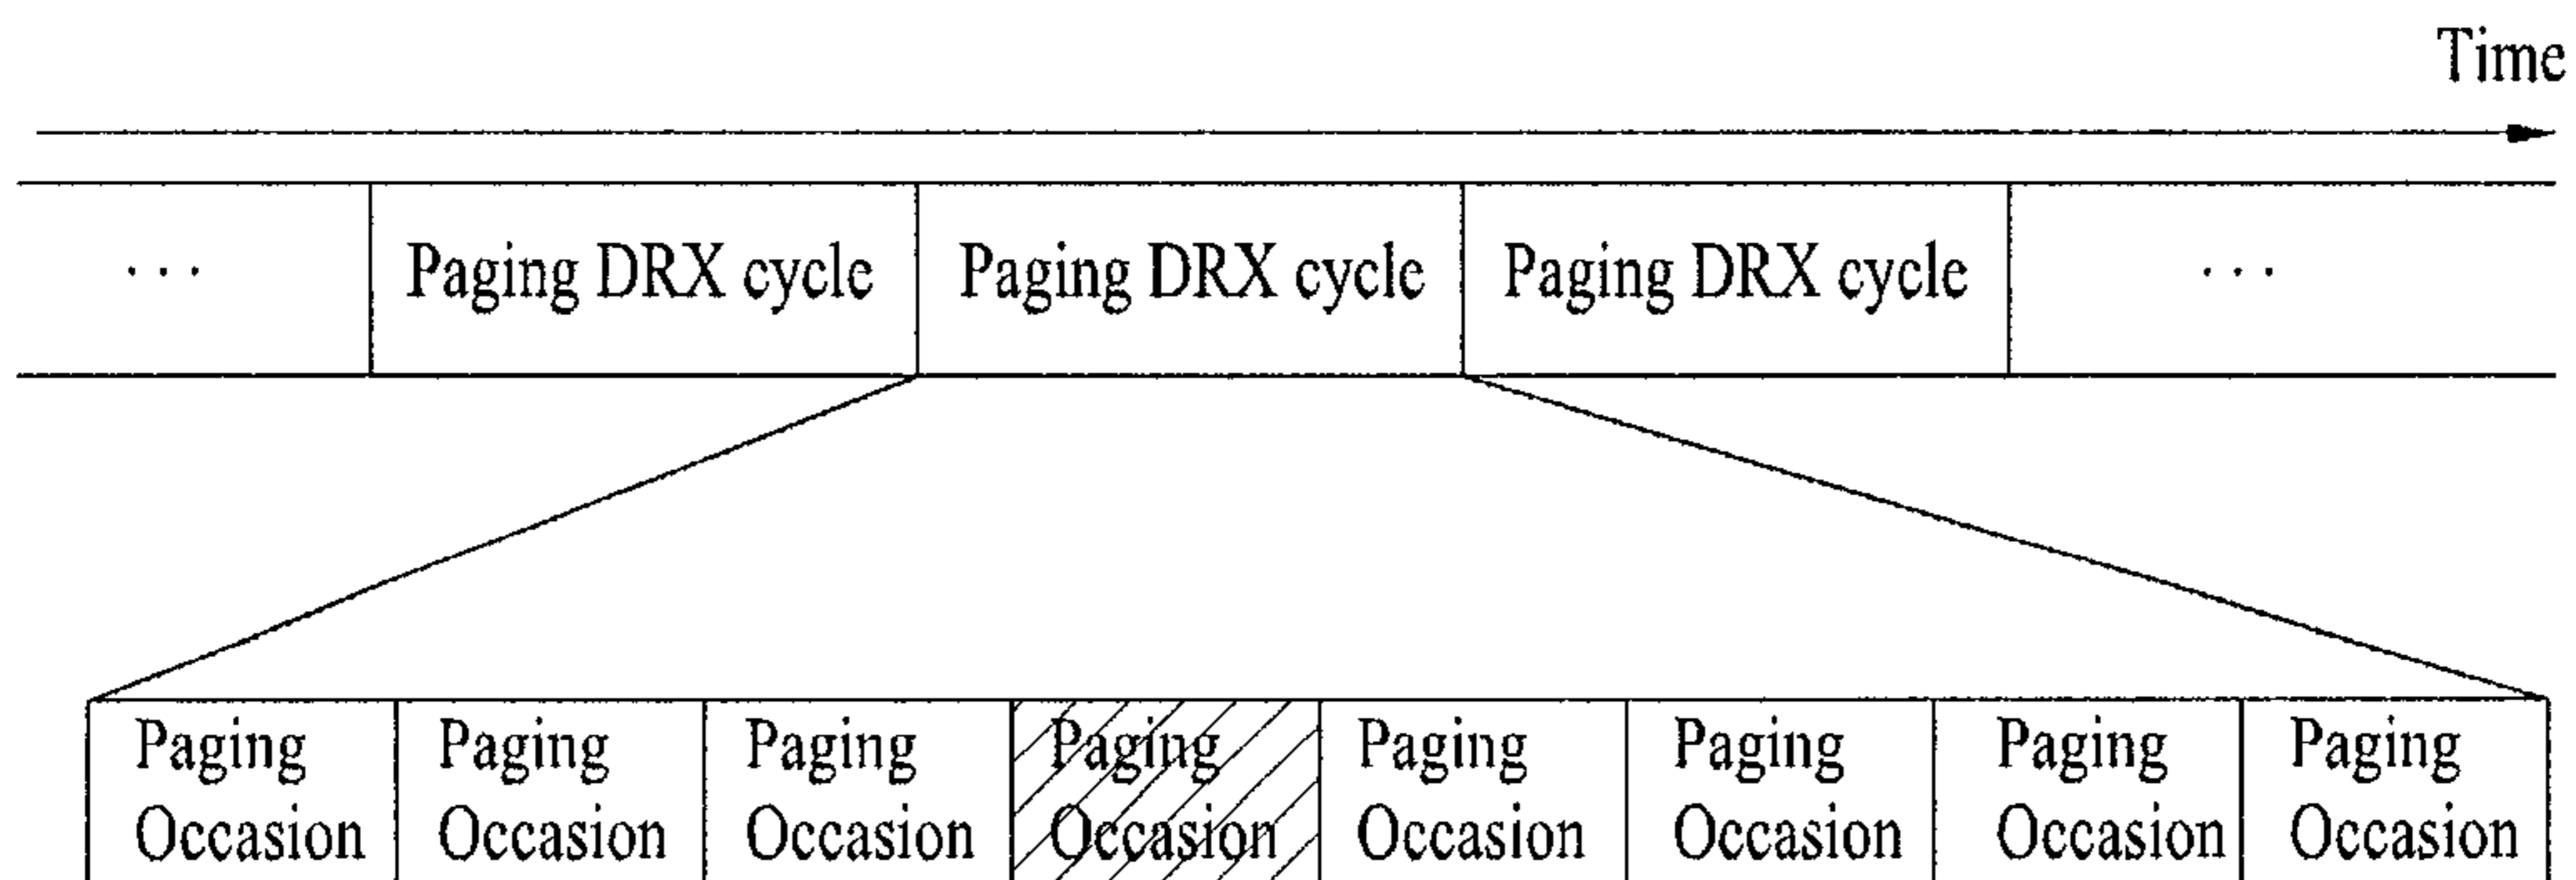 Time
··· Paging DRX cycle Paging DRX cycle Paging DRX cycle ···
Paging Paging Paging Paging Paging Paging Paging Paging
Occasion Occasion Occasion Occasion Occasion Occasion Occasion Occasion